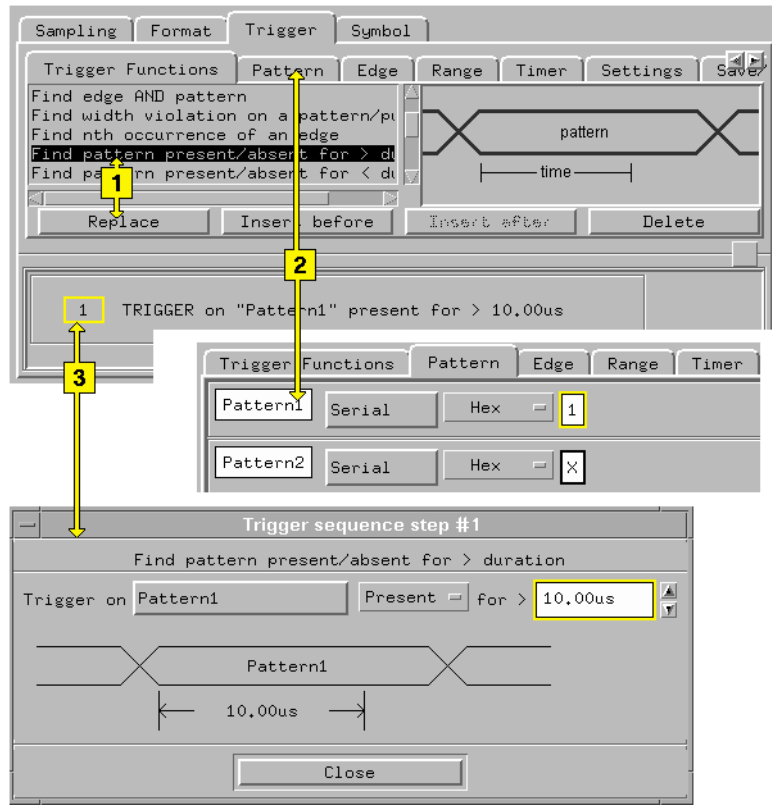 Sampling Format Trigger Symbol
Trigger Functions Pattern Edge Range Timer Settings Save/
Find edge AND pattern
Find width violation on a pattern/pu
Find nth occurrence of an edge
Find pattern present/absent for > du
Find pattern present/absent for < du
pattern
time
1
Replace Insert before Insert after Delete
2
1 TRIGGER on "Pattern1" present for > 10.00us
3
Trigger Functions Pattern Edge Range Timer
Pattern1 Serial Hex 1
Pattern2 Serial Hex X
Trigger sequence step #1
Find pattern present/absent for > duration
Trigger on Pattern1 Present for > 10.00us
Pattern1
10.00us
Close